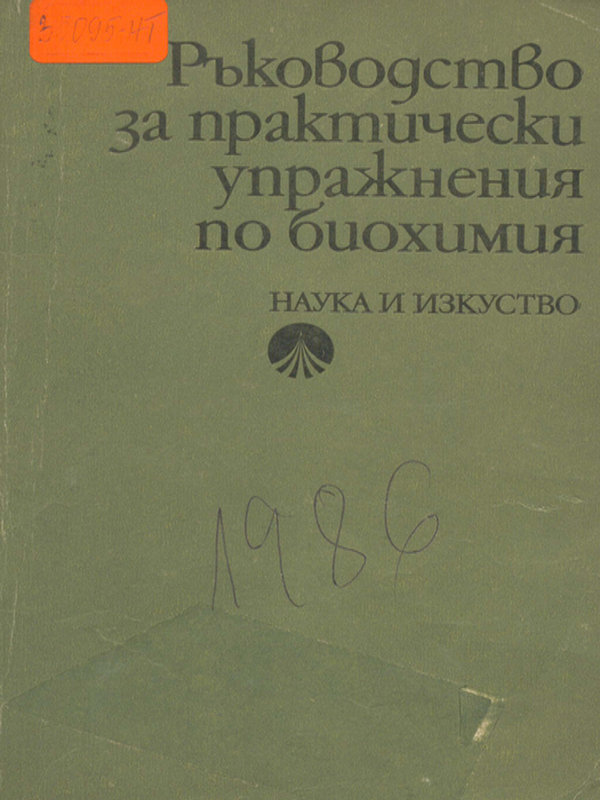 Ръководство
за практически
упражнения
по биохимия
НАУКА И ИЗКУСТВО
1986